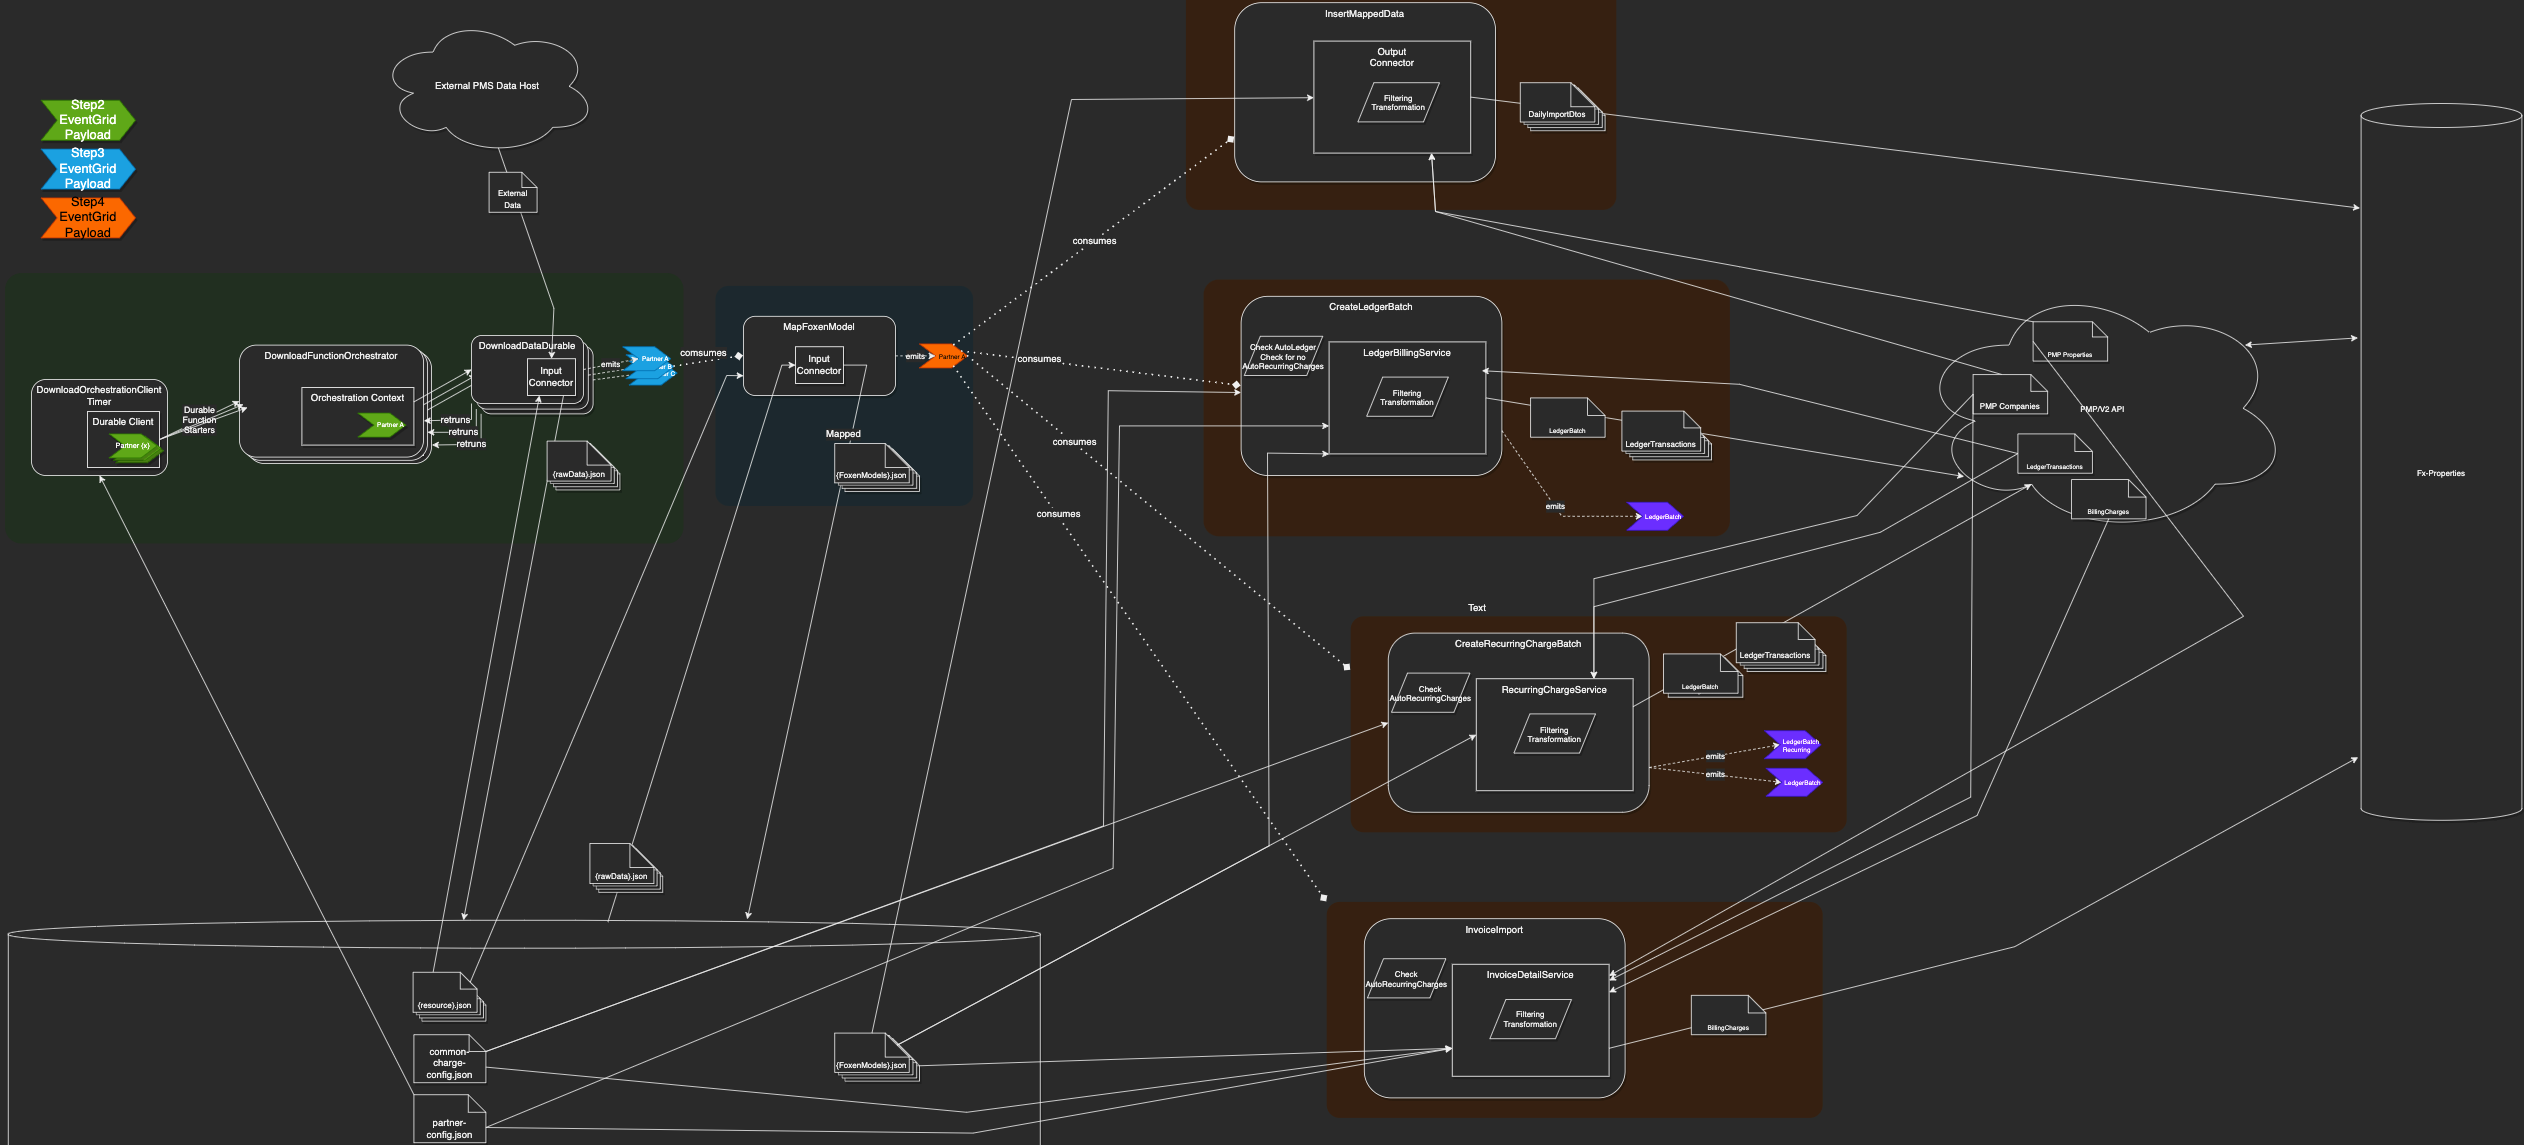 InsertMappedData
Output
Connector
Filtering
Transformation
DailyImportDtos
External PMS Data Host
Step2
EventGrid
Payload
Step3
EventGrid
Payload
Step4
EventGrid
Payload
External
Data
consumes
DownloadOrchestrationClient
Timer
Durable Client
Partner {x}
Durable
Function
Starters
DownloadFunctionOrchestrator
Orchestration Context
Partner A
DownloadDataDurable
Input
Connector
emits
retruns
retruns
retruns
Partner A
er B
er C
{rawData}.json
comsumes
MapFoxenModel
Input
Connector
emits
Partner A
Mapped
{FoxenModels}.json
consumes
consumes
consumes
CreateLedgerBatch
Check AutoLedger
Check for no
AutoRecurringCharges
LedgerBillingService
Filtering
Transformation
LedgerBatch
LedgerTransactions
emits
LedgerBatch
PMP Properties
PMP Companies
PMP/V2 API
LedgerTransactions
BillingCharges
Fx-Properties
Text
CreateRecurringChargeBatch
Check
AutoRecurringCharges
RecurringChargeService
Filtering
Transformation
LedgerBatch
LedgerTransactions
emits
LedgerBatch
Recurring
emits
LedgerBatch
{rawData}.json
{resource}.json
common-
charge-
config.json
partner-
config.json
{FoxenModels}.json
InvoiceImport
Check
AutoRecurringCharges
InvoiceDetailService
Filtering
Transformation
BillingCharges